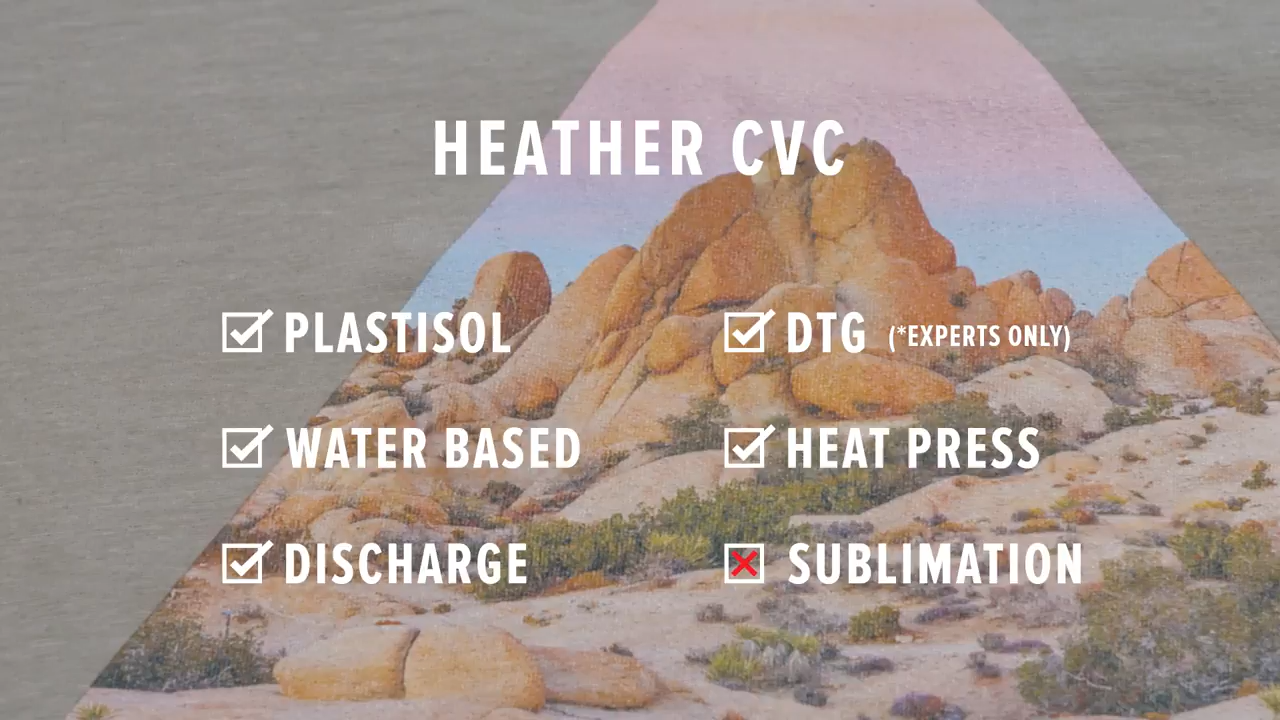 HEATHER CVC
PLASTISOL
WATER BASED
DISCHARGE
DTG (*EXPERTS ONLY)
HEAT PRESS
SUBLIMATION